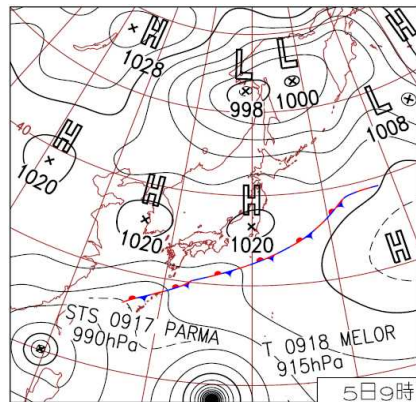 H
1028
H
L
998
L
1000
L
1008
40
H
1020
H
1020
H
1020
H
STS 0917 PARMA
990hPa
T 0918 MELOR
915hPa
5日9時